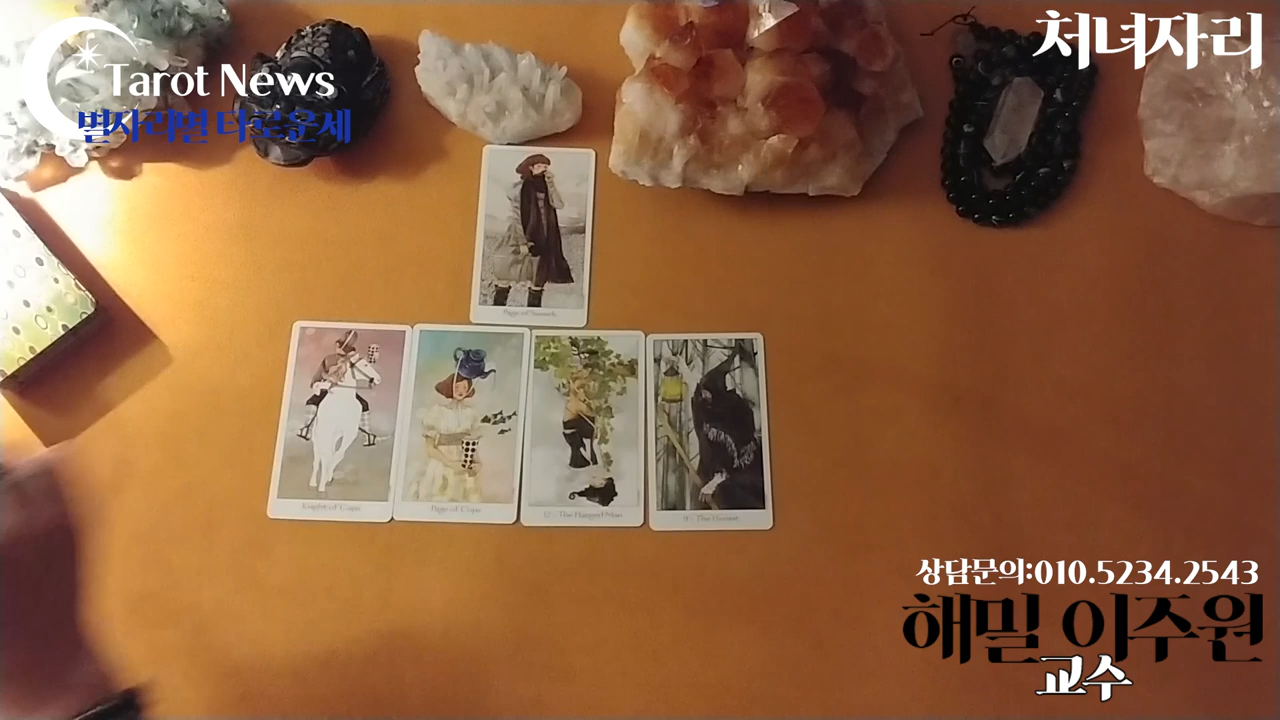 Tarot News
별자리별 타로운세
처녀자리
Page of Swords
Knight of Cups
Page of Cups
12 - The Hanged Man
9 - The Hermit
상담문의:010.5234.2543
해밀 이주원
교수